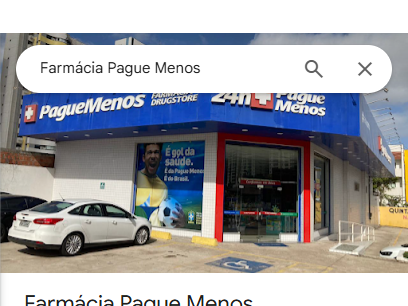 Farmácia Pague Menos
PagueMenos
FARMÁCIA
DRUGSTORE
24h
Pague
Menos
É gol da
saúde.
É da Pague Menos
É do Brasil.
Farmácia Pague Menos